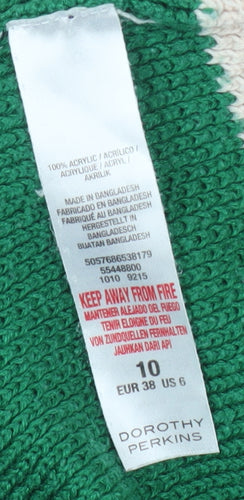 100% ACRYLIC / ACRYLIC /
ACRYLIQUE / ACRYL /
AKRILIK
MADE IN BANGLADESH
FABRICADO EN BANGLADESH
FABRIQUÉ AU BANGLADESH
HERGESTELLT IN
BANGLADESCH
BUATAN BANGLADESH
5057686538179
55448800
1010 9215
KEEP AWAY FROM FIRE
MANTENER ALEJADO DEL FUEGO
TENIR ELOIGNE DU FEU
VON ZUNDQUELLEN FERNHALTEN
JAUHKAN DARI API
10
EUR 38 US 6
DOROTHY
PERKINS